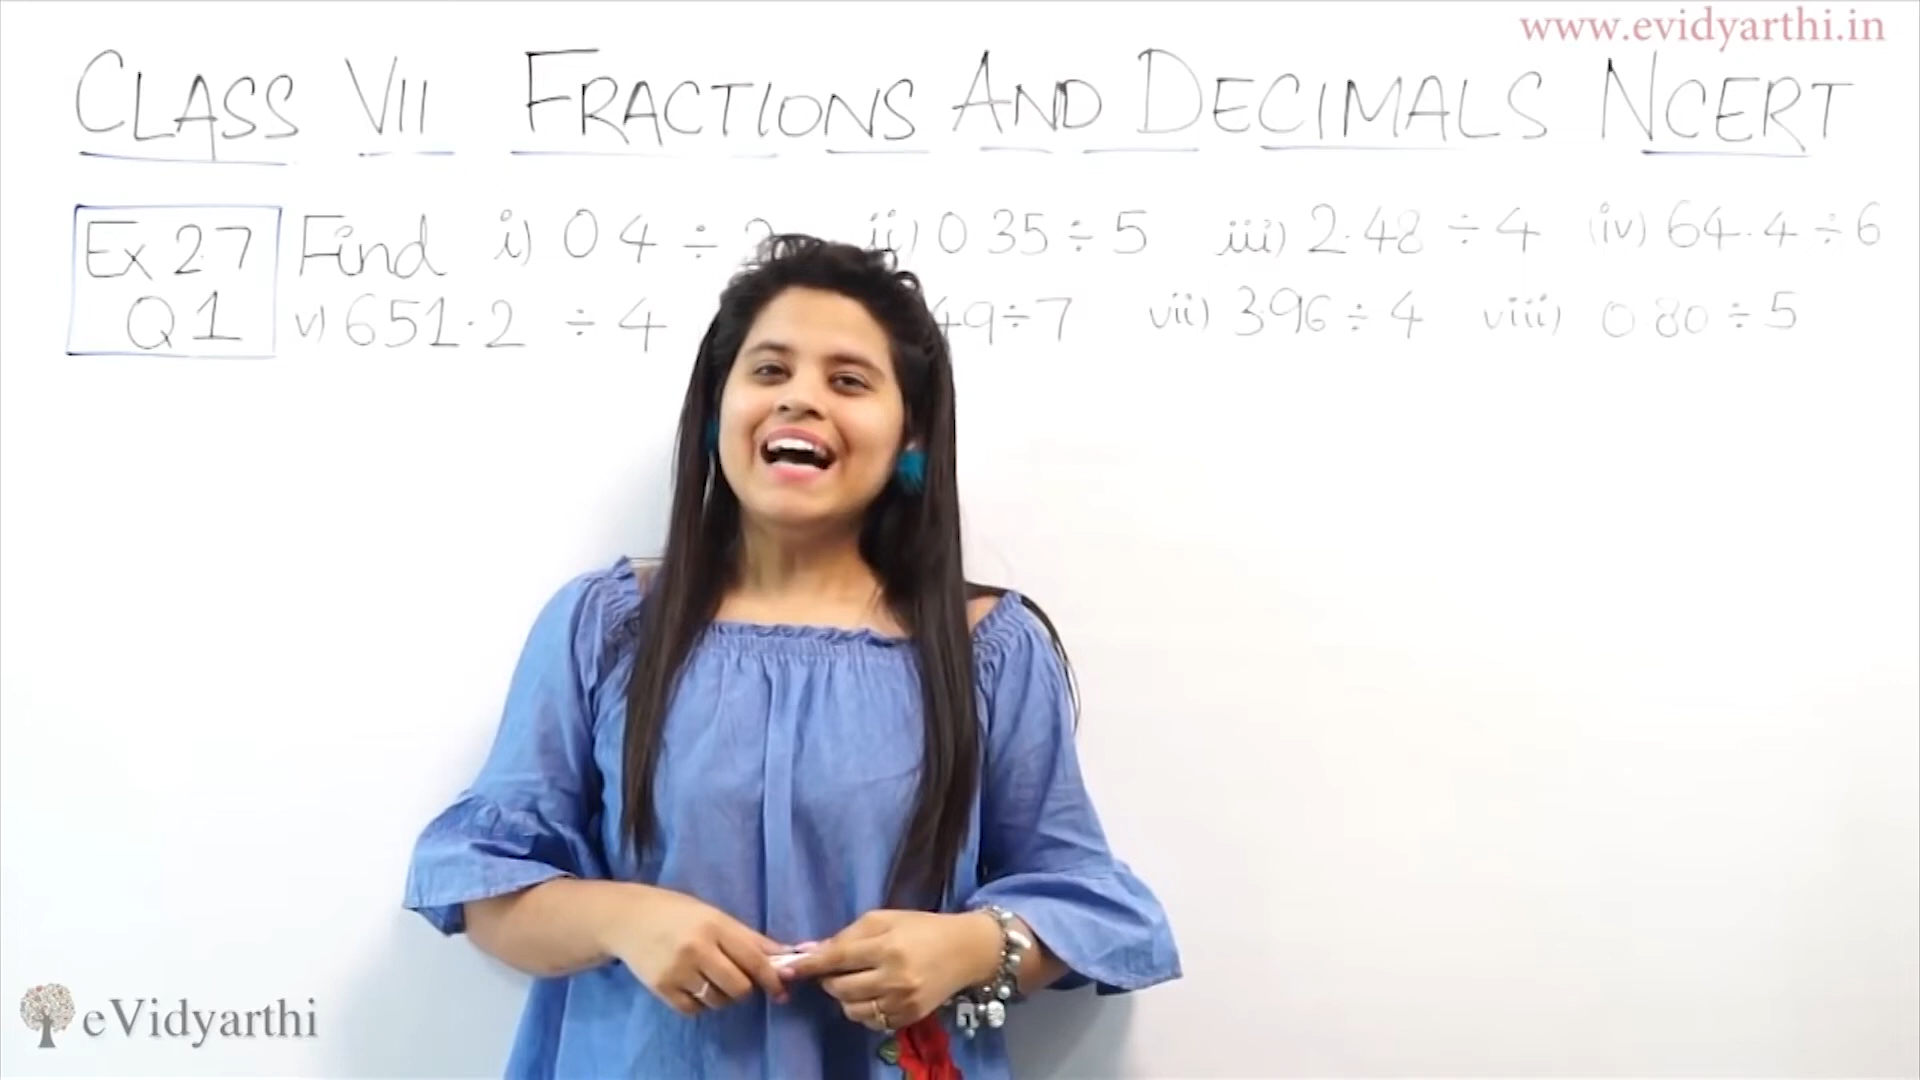 www.evidyarthi.in
CLASS VII FRACTIONS AND DECIMALS NCERT
Ex 2.7 Find i) 0.4 ÷ 2 ii) 0.35 ÷ 5 iii) 2.48 ÷ 4 (iv) 64.4 ÷ 6
Q1 v) 651.2 ÷ 4 49 ÷ 7 vii) 3.96 ÷ 4 viii) 0.80 ÷ 5
eVidyarthi